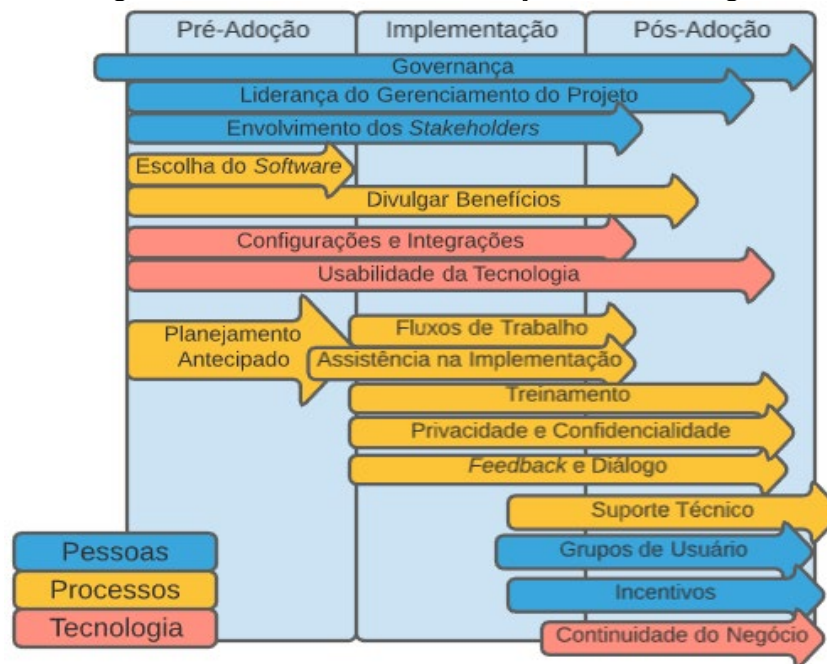 Pré-Adoção Implementação Pós-Adoção
Governança
Liderança do Gerenciamento do Projeto
Envolvimento dos Stakeholders
Escolha do Software
Divulgar Benefícios
Configurações e Integrações
Usabilidade da Tecnologia
Planejamento
Antecipado
Fluxos de Trabalho
Assistência na Implementação
Treinamento
Privacidade e Confidencialidade
Feedback e Diálogo
Suporte Técnico
Grupos de Usuário
Incentivos
Continuidade do Negócio
Pessoas
Processos
Tecnologia